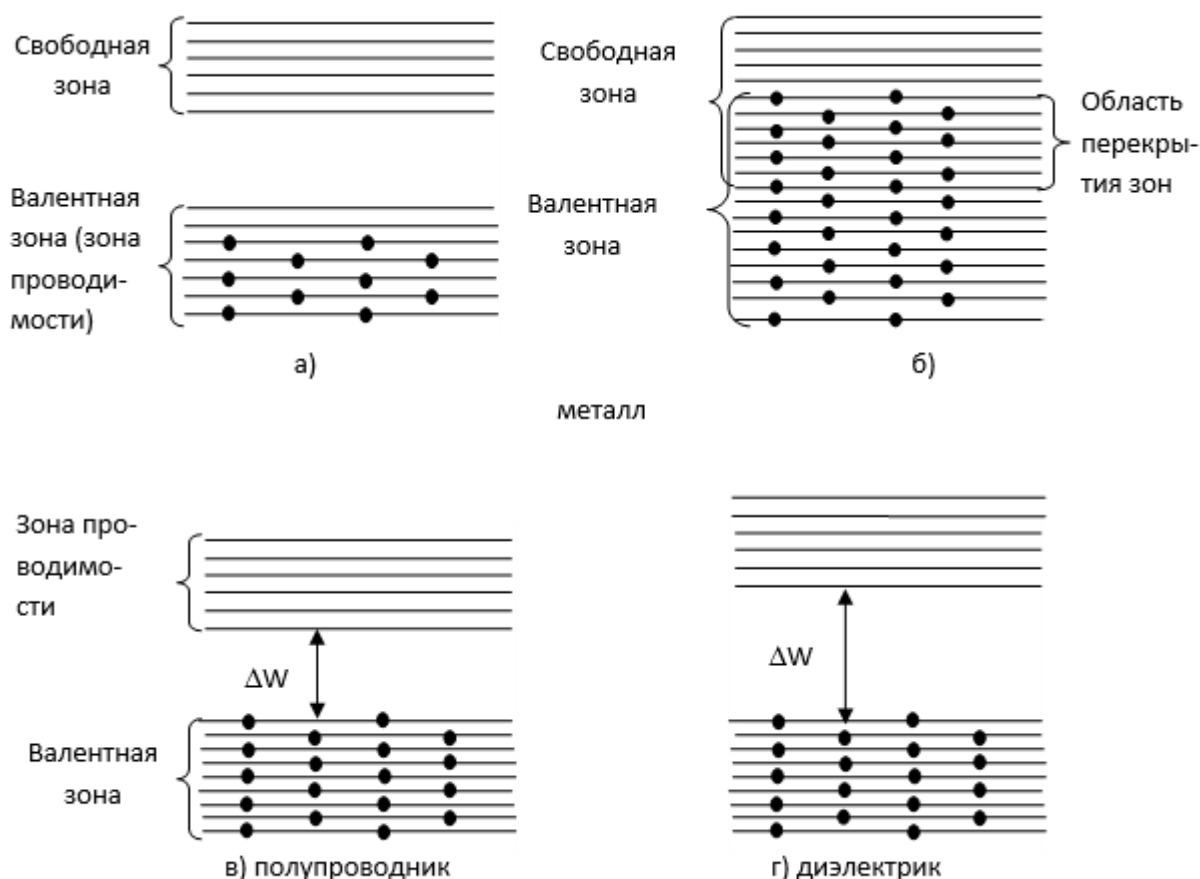 Свободная
зона
Валентная
зона (зона
проводи-
мости)
а)
Свободная
зона
Валентная
зона
Область
перекры-
тия зон
б)
металл
Зона про-
водимо-
сти
ΔW
Валентная
зона
в) полупроводник
ΔW
г) диэлектрик